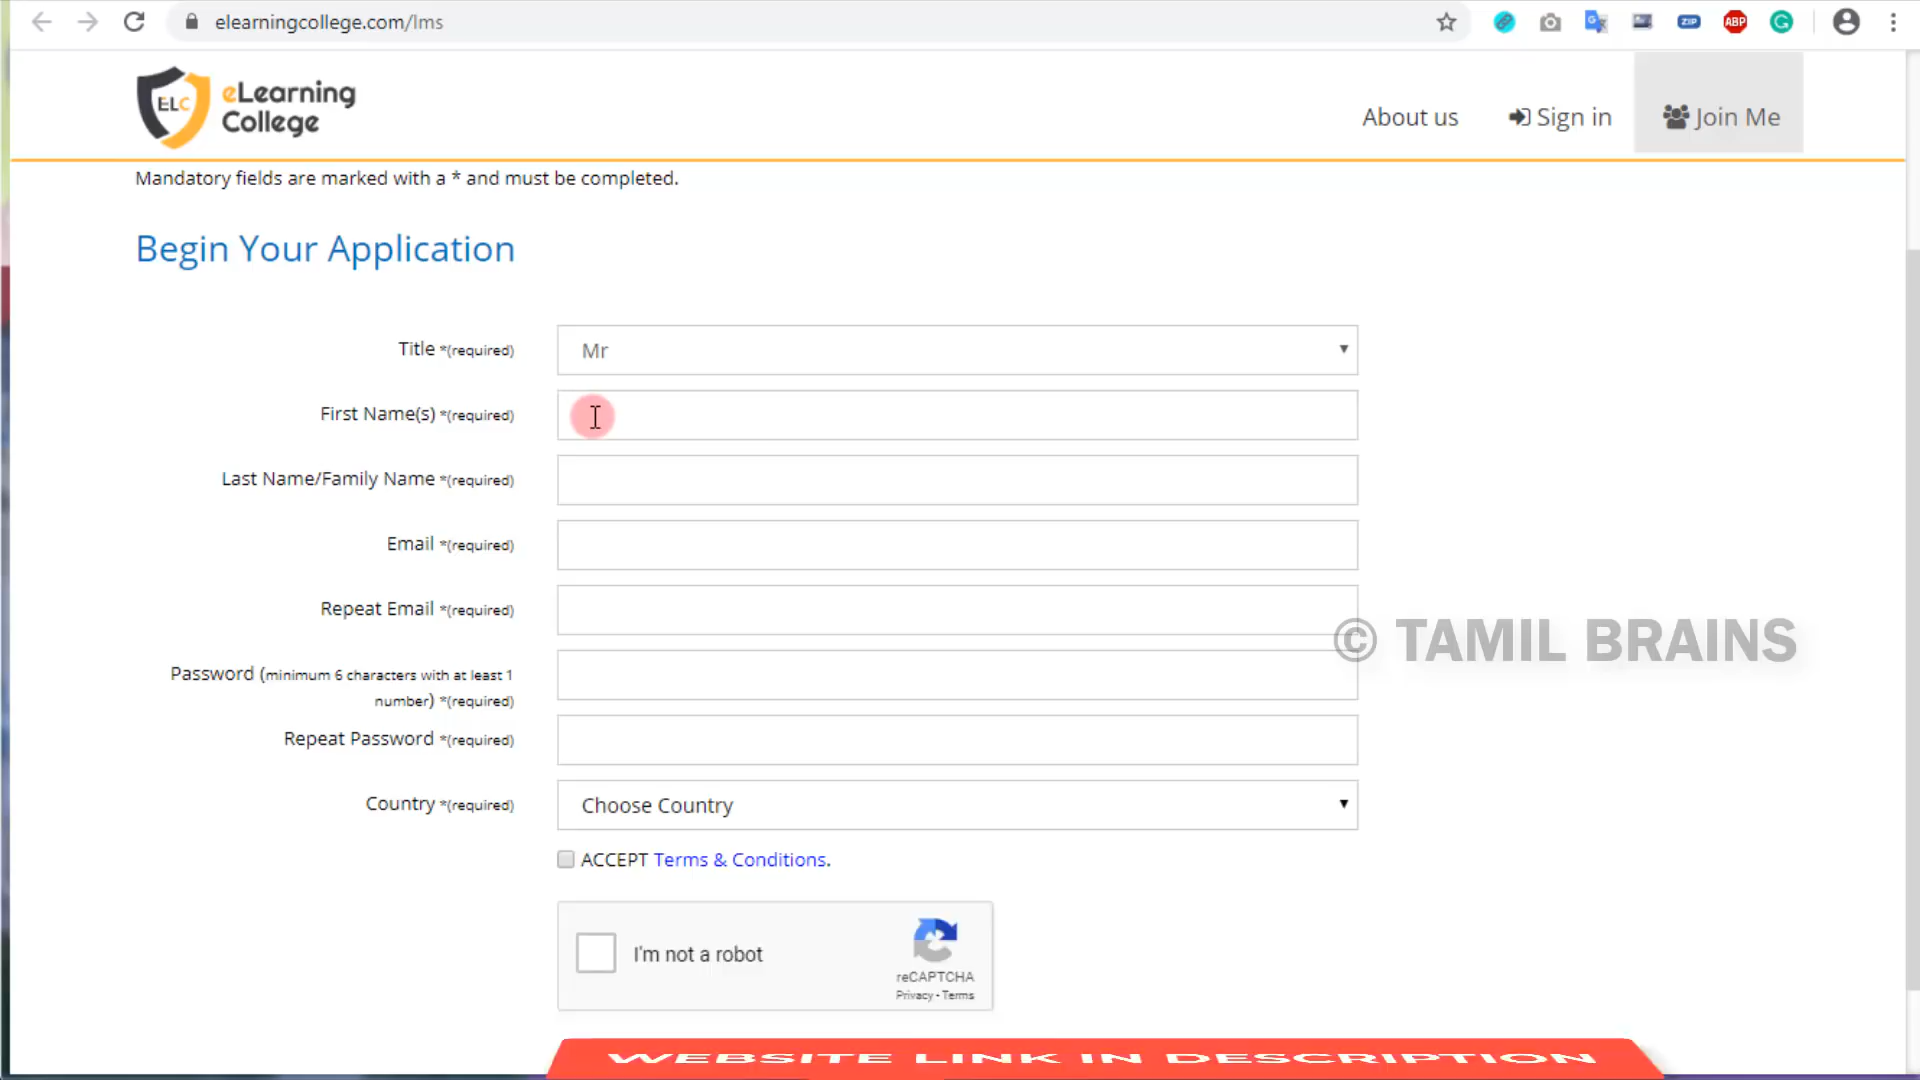 elearningcollege.com/lms
ZIP
ABP
ELC
eLearning
College
About us
Sign in
Join Me
Mandatory fields are marked with a * and must be completed.
Begin Your Application
Title *(required)
Mr
First Name(s) *(required)
Last Name/Family Name *(required)
Email *(required)
Repeat Email *(required)
© TAMIL BRAINS
Password (minimum 6 characters with at least 1
number) *(required)
Repeat Password *(required)
Country *(required)
Choose Country
ACCEPT Terms & Conditions.
I'm not a robot
reCAPTCHA
Privacy - Terms
WEBSITE LINK IN DESCRIPTION